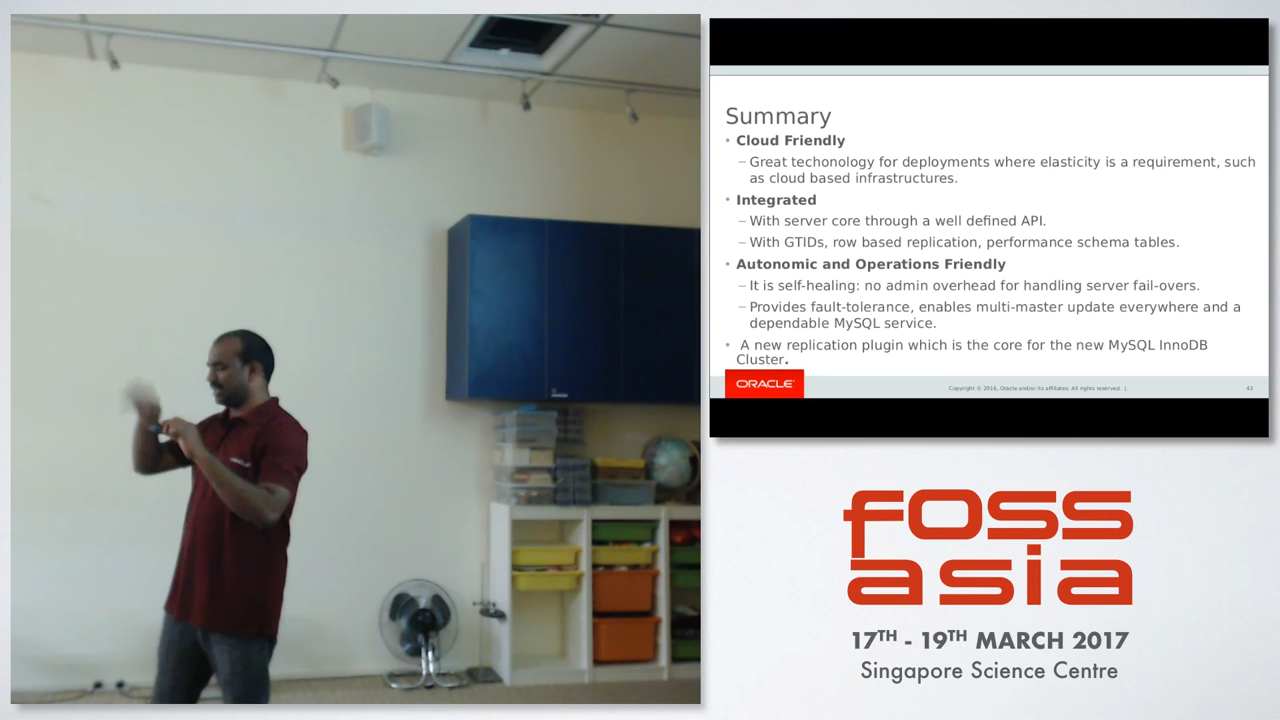 Summary
• Cloud Friendly
– Great techonology for deployments where elasticity is a requirement, such
as cloud based infrastructures.
• Integrated
– With server core through a well defined API.
– With GTIDs, row based replication, performance schema tables.
• Autonomic and Operations Friendly
– It is self-healing: no admin overhead for handling server fail-overs.
– Provides fault-tolerance, enables multi-master update everywhere and a
dependable MySQL service.
• A new replication plugin which is the core for the new MySQL InnoDB
Cluster.
ORACLE
Copyright © 2016, Oracle and/or its affiliates. All rights reserved. |
43
foss
asia
17TH - 19TH MARCH 2017
Singapore Science Centre